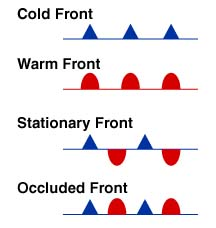 Cold Front
Warm Front
Stationary Front
Occluded Front